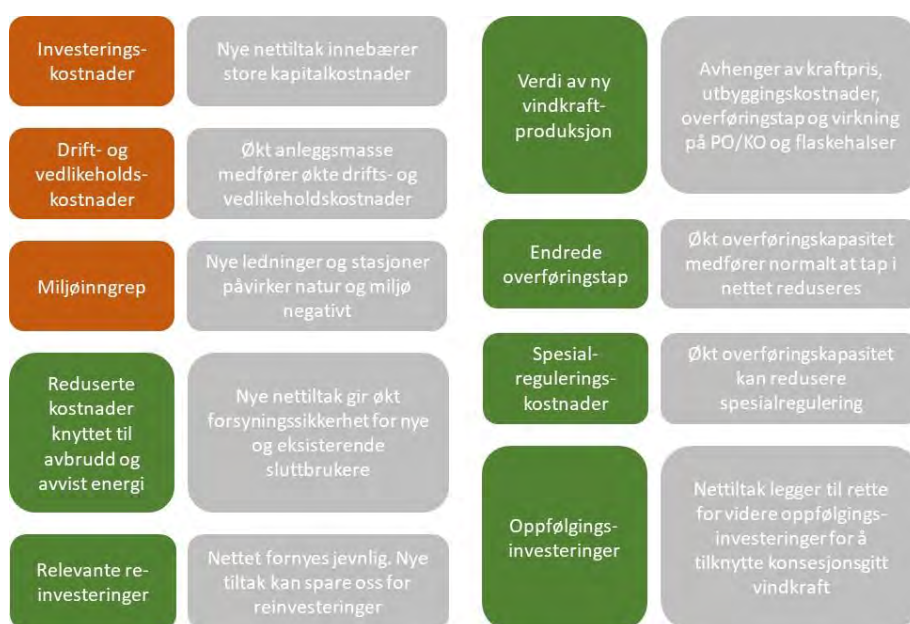 Investerings-
kostnader
Nye nettiltak innebærer
store kapitalkostnader
Drift- og
vedlikeholds-
kostnader
Økt anleggsmasse
medfører økte drifts- og
vedlikeholdskostnader
Miljøinngrep
Nye ledninger og stasjoner
påvirker natur og miljø
negativt
Reduserte
kostnader
knyttet til
avbrudd og
avvist energi
Nye nettiltak gir økt
forsyningssikkerhet for nye
og eksisterende
sluttbrukere
Relevante re-
investeringer
Nettet fornyes jevnlig. Nye
tiltak kan spare oss for
reinvesteringer
Verdi av ny
vindkraft-
produksjon
Avhenger av kraftpris,
utbyggingskostnader,
overføringstap og virkning
på PO/KO og flaskehalser
Endrede
overføringstap
Økt overføringskapasitet
medfører normalt at tap i
nettet reduseres
Spesial-
regulerings-
kostnader
Økt overføringskapasitet
kan redusere
spesialregulering
Oppfølgings-
investeringer
Nettiltak legger til rette
for videre oppfølgings-
investeringer for å
tilknytte konsesjonsgitt
vindkraft